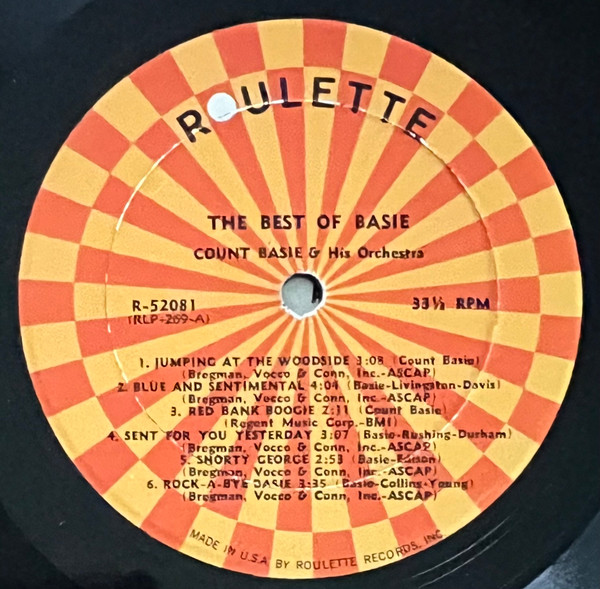 ROULETTE
THE BEST OF BASIE
COUNT BASIE & His Orchestra
R-52081
33⅓ RPM
(RLP-269-A)
1. JUMPING AT THE WOODSIDE 3:08 (Count Basie)
(Bregman, Vocco & Conn, Inc.-ASCAP)
2. BLUE AND SENTIMENTAL 4:04 (Basie-Livingston-Davis)
(Bregman, Vocco & Conn, Inc.-ASCAP)
3. RED BANK BOOGIE 2:11 (Count Basie)
(Regent Music Corp.-BMI)
4. SENT FOR YOU YESTERDAY 3:07 (Basie-Rushing-Durham)
(Bregman, Vocco & Conn, Inc.-ASCAP)
5. SHORTY GEORGE 2:53 (Basie-Edison)
(Bregman, Vocco & Conn, Inc.-ASCAP)
6. ROCK-A-BYE BASIE 3:35 (Basie-Collins-Young)
(Bregman, Vocco & Conn, Inc.-ASCAP)
MADE IN U.S.A BY ROULETTE RECORDS, INC